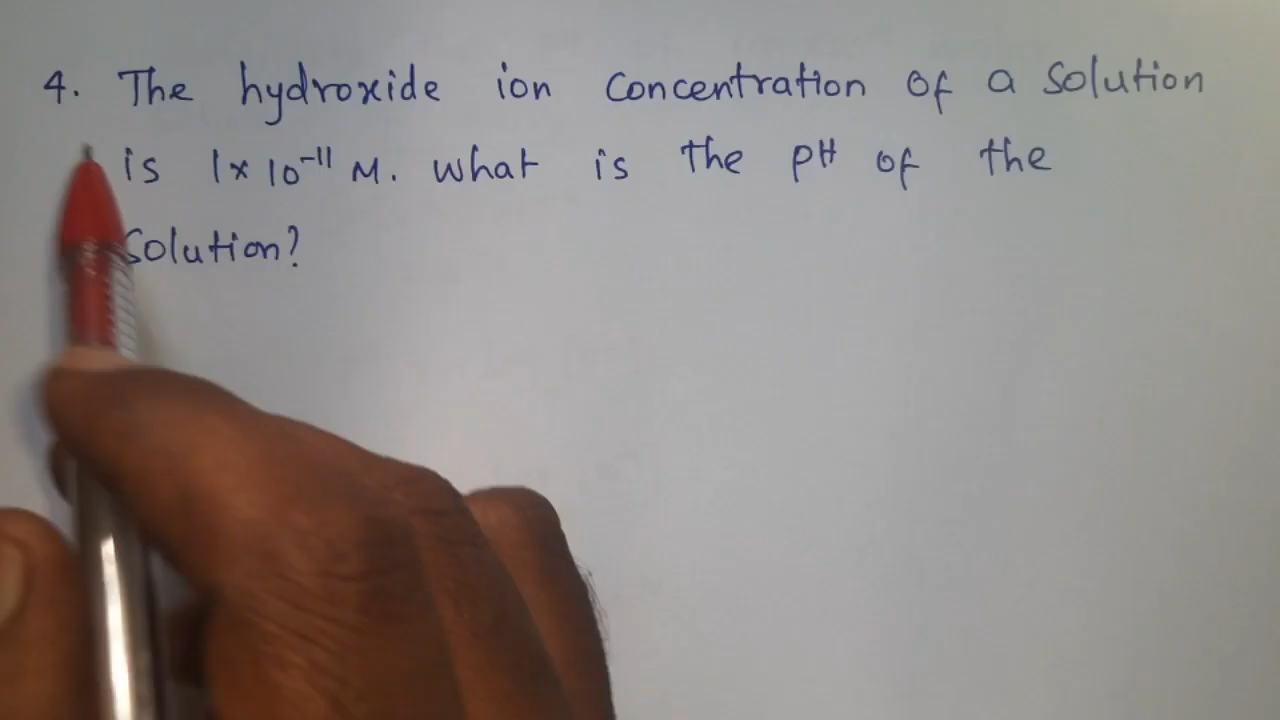 4. The hydroxide ion concentration of a solution
is 1 x 10⁻¹¹ M. what is the pH of the
solution?